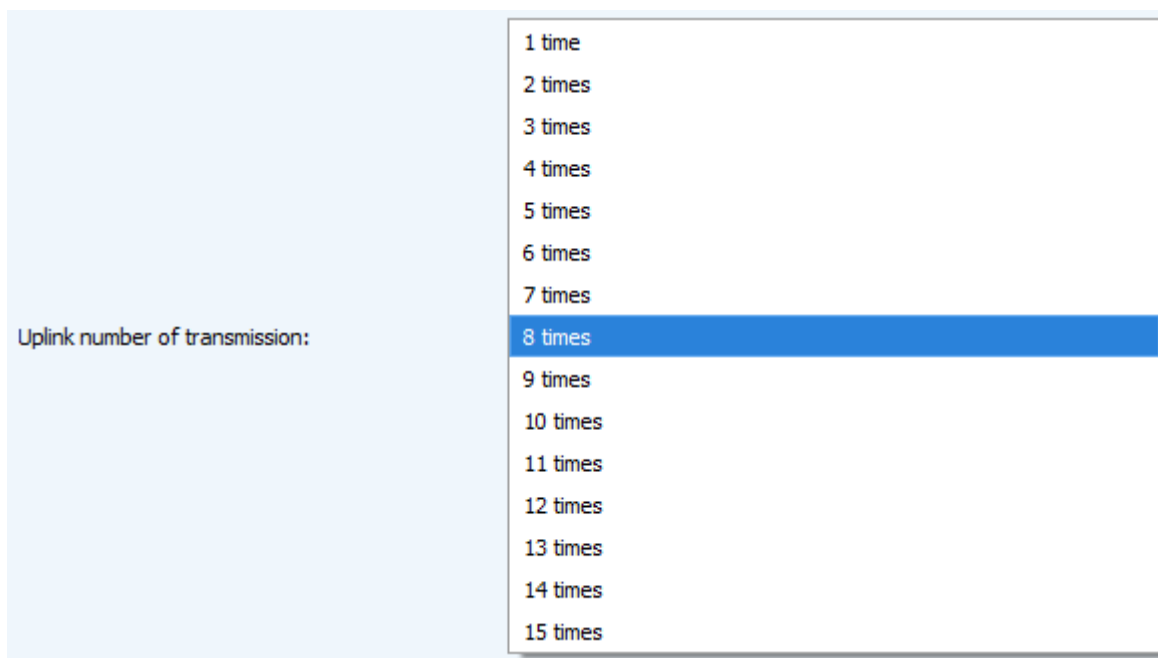 1 time
2 times
3 times
4 times
5 times
6 times
7 times
Uplink number of transmission:
8 times
9 times
10 times
11 times
12 times
13 times
14 times
15 times